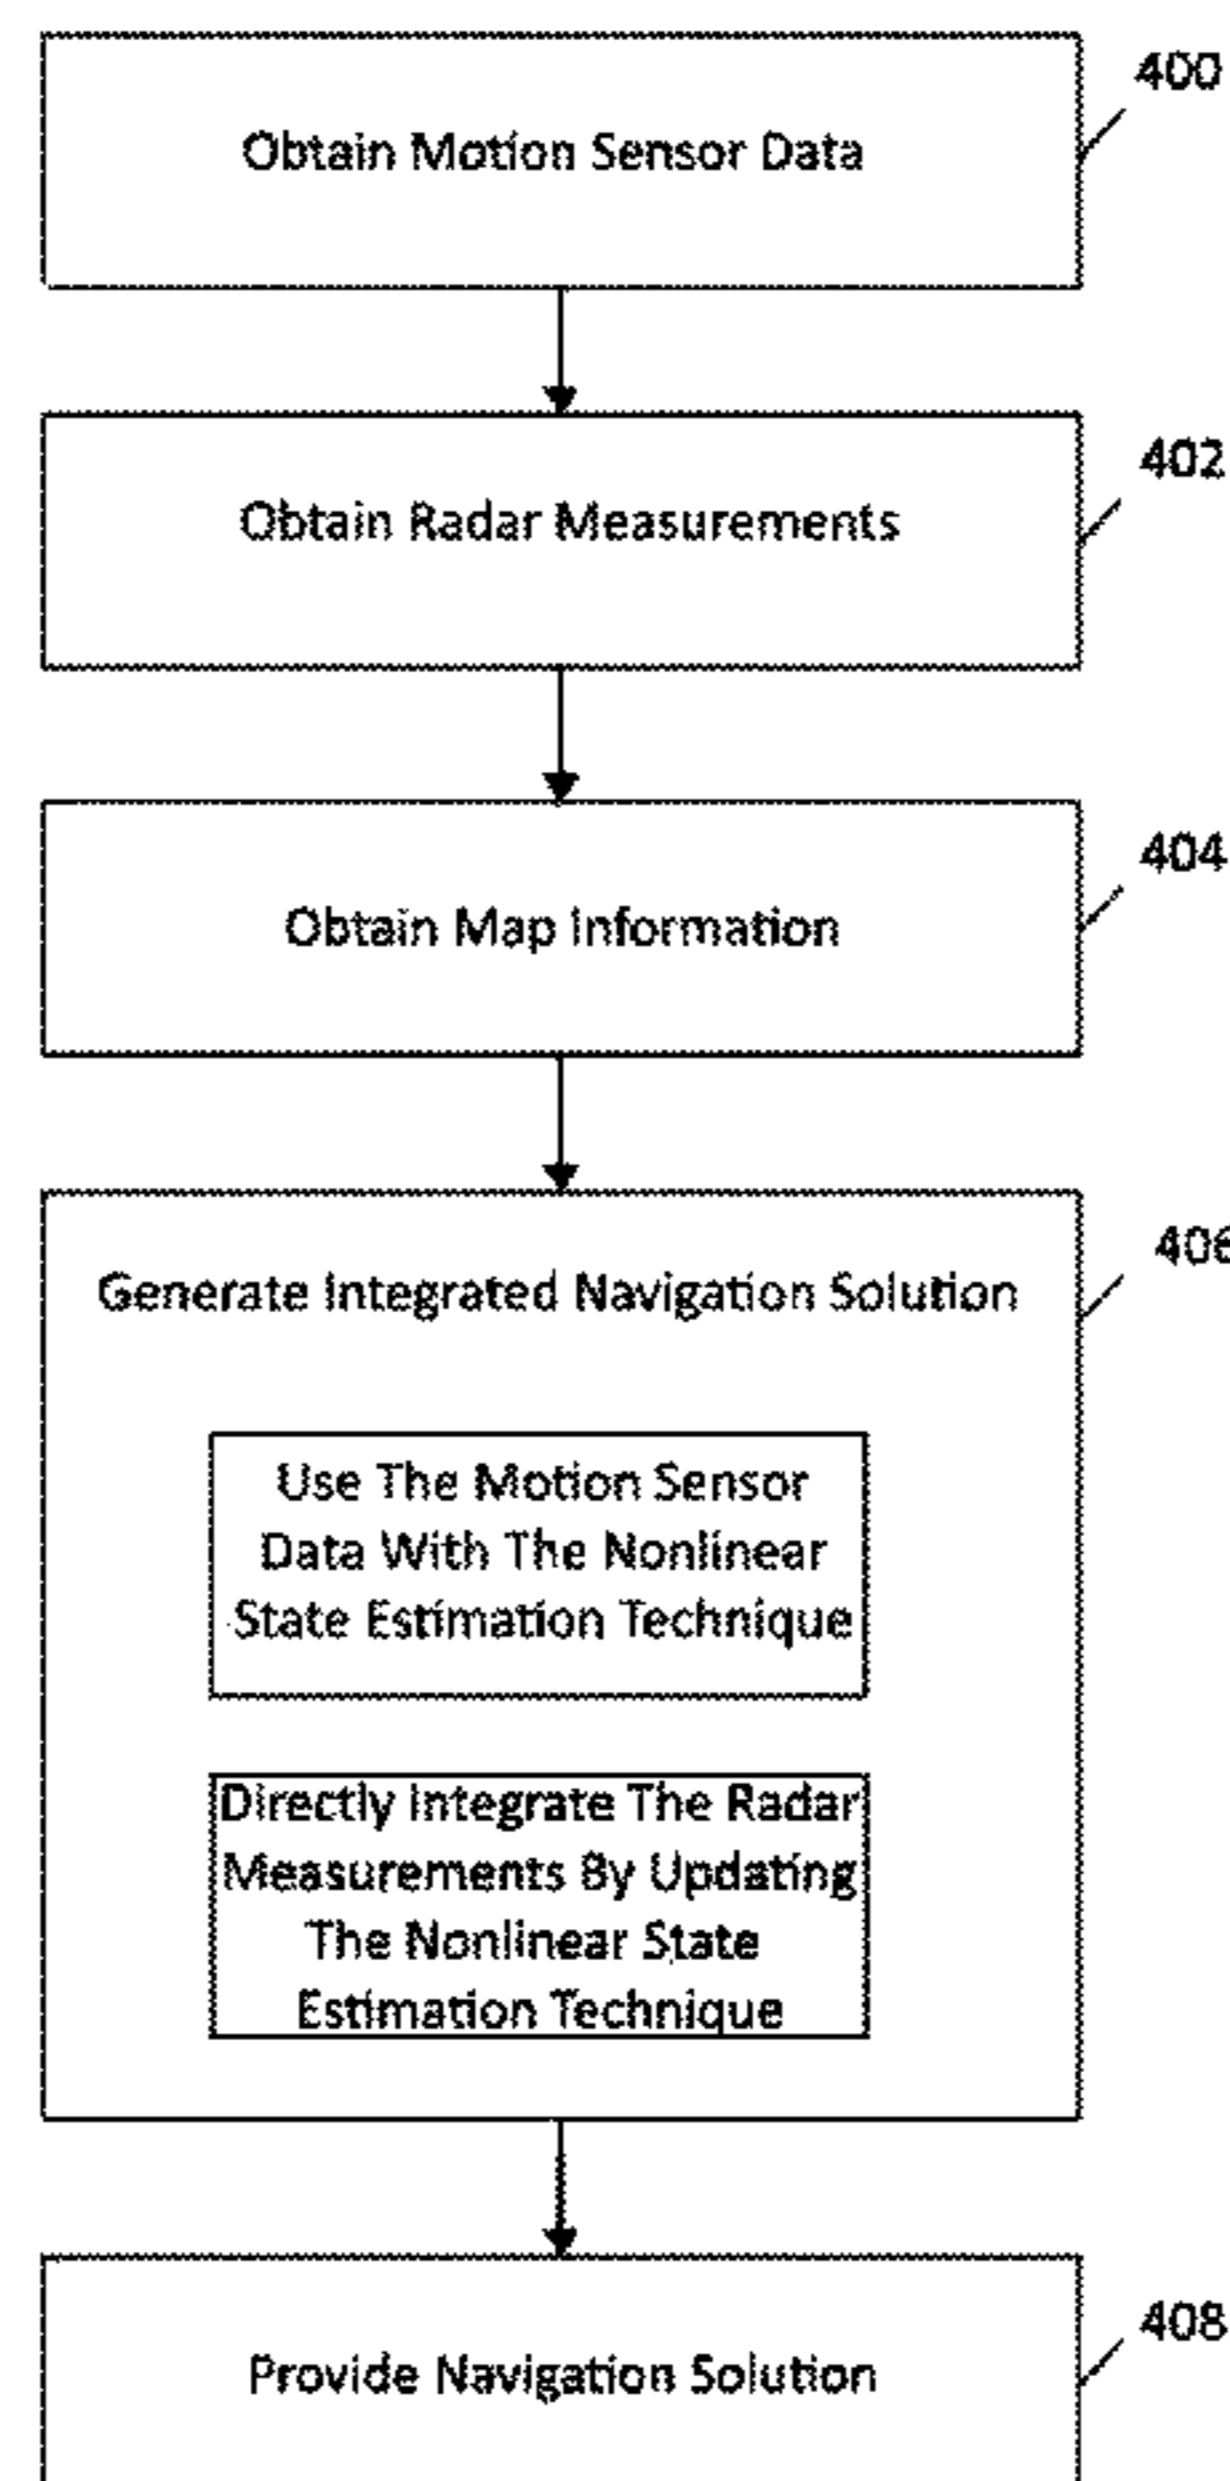 400
Obtain Motion Sensor Data
402
Obtain Radar Measurements
404
Obtain Map Information
406
Generate Integrated Navigation Solution
Use The Motion Sensor
Data With The Nonlinear
State Estimation Technique
Directly Integrate The Radar
Measurements By Updating
The Nonlinear State
Estimation Technique
408
Provide Navigation Solution